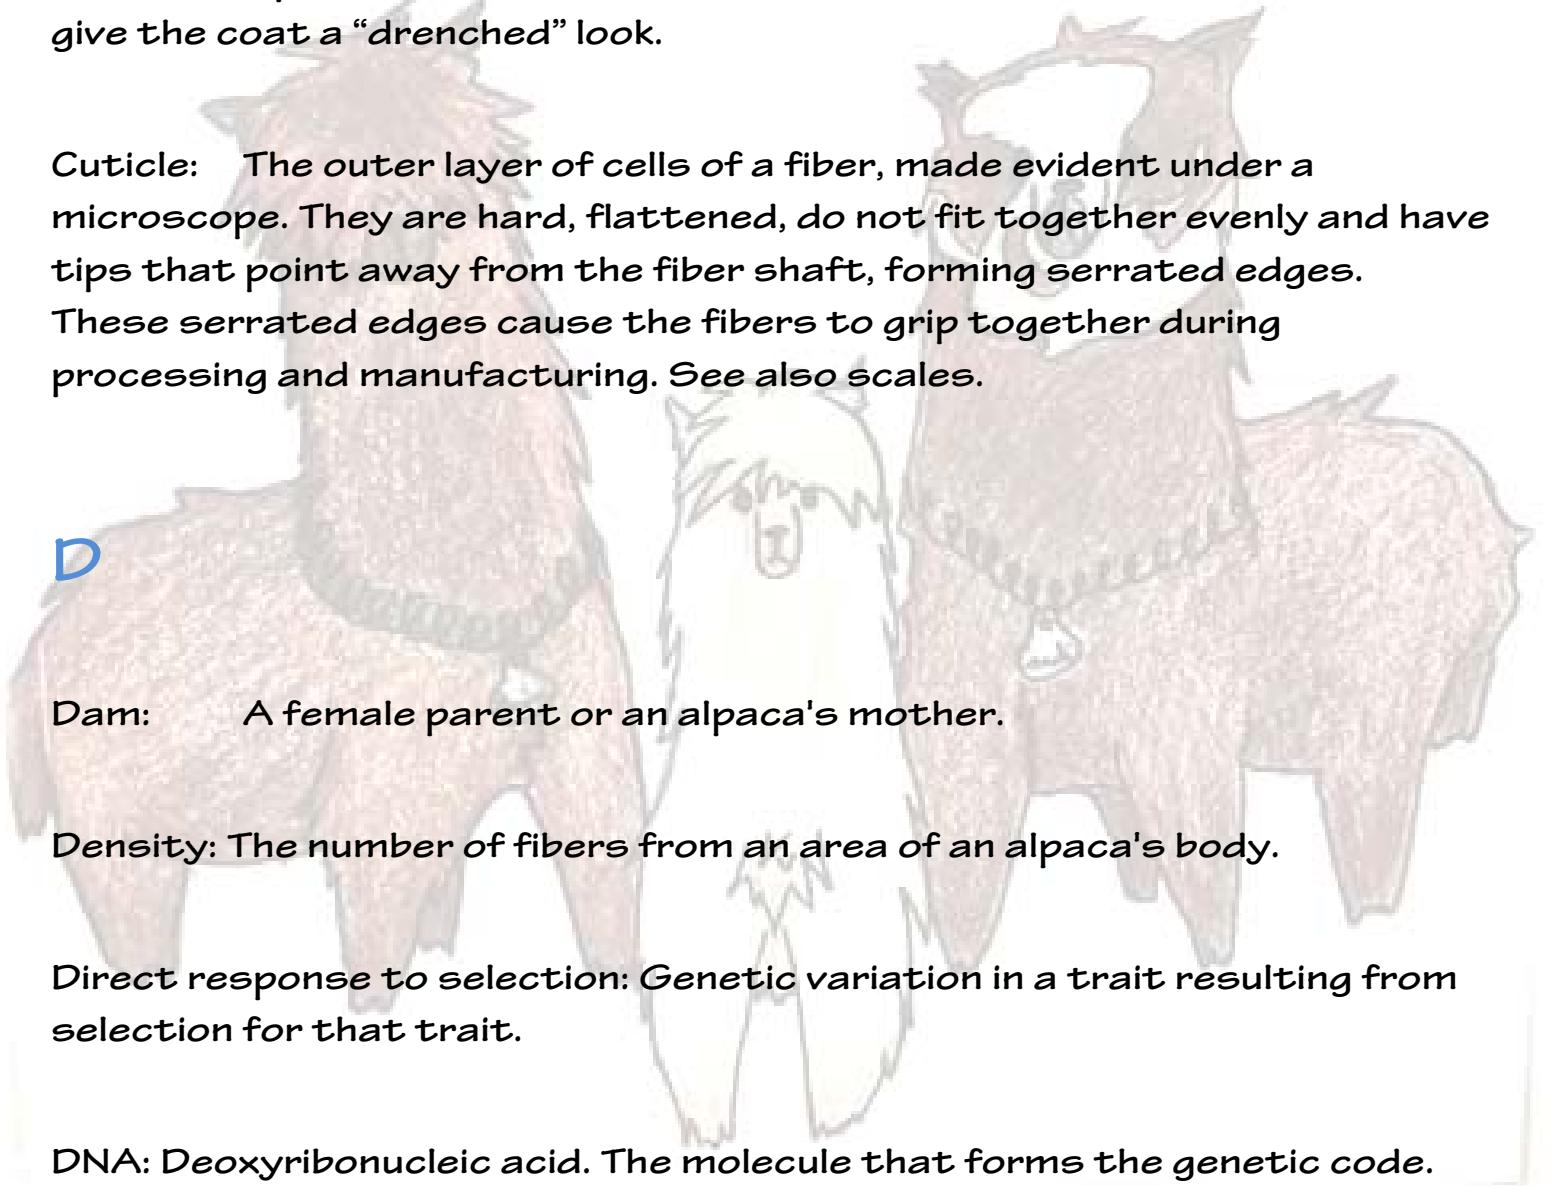 give the coat a “drenched” look.
Cuticle: The outer layer of cells of a fiber, made evident under a
microscope. They are hard, flattened, do not fit together evenly and have
tips that point away from the fiber shaft, forming serrated edges.
These serrated edges cause the fibers to grip together during
processing and manufacturing. See also scales.
D
Dam: A female parent or an alpaca's mother.
Density: The number of fibers from an area of an alpaca's body.
Direct response to selection: Genetic variation in a trait resulting from
selection for that trait.
DNA: Deoxyribonucleic acid. The molecule that forms the genetic code.